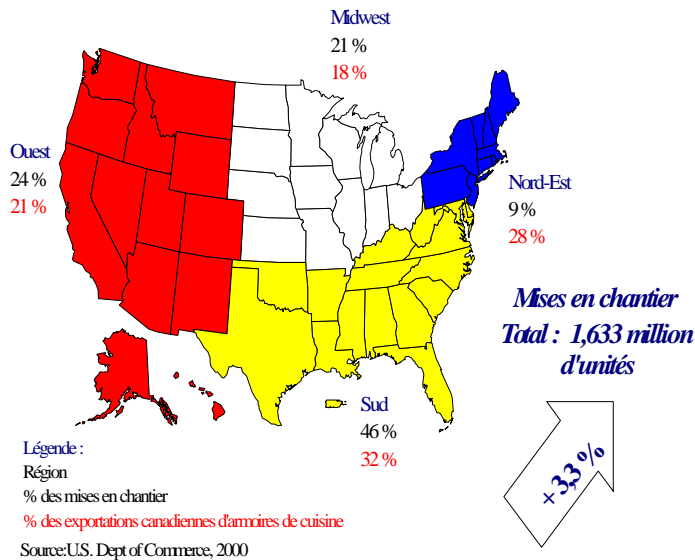 Midwest
21 %
18 %
Ouest
24 %
21 %
Nord-Est
9 %
28 %
Mises en chantier
Total : 1,633 million
d'unités
Sud
46 %
32 %
+3,3 %
Légende :
Région
% des mises en chantier
% des exportations canadiennes d'armoires de cuisine
Source:U.S. Dept of Commerce, 2000